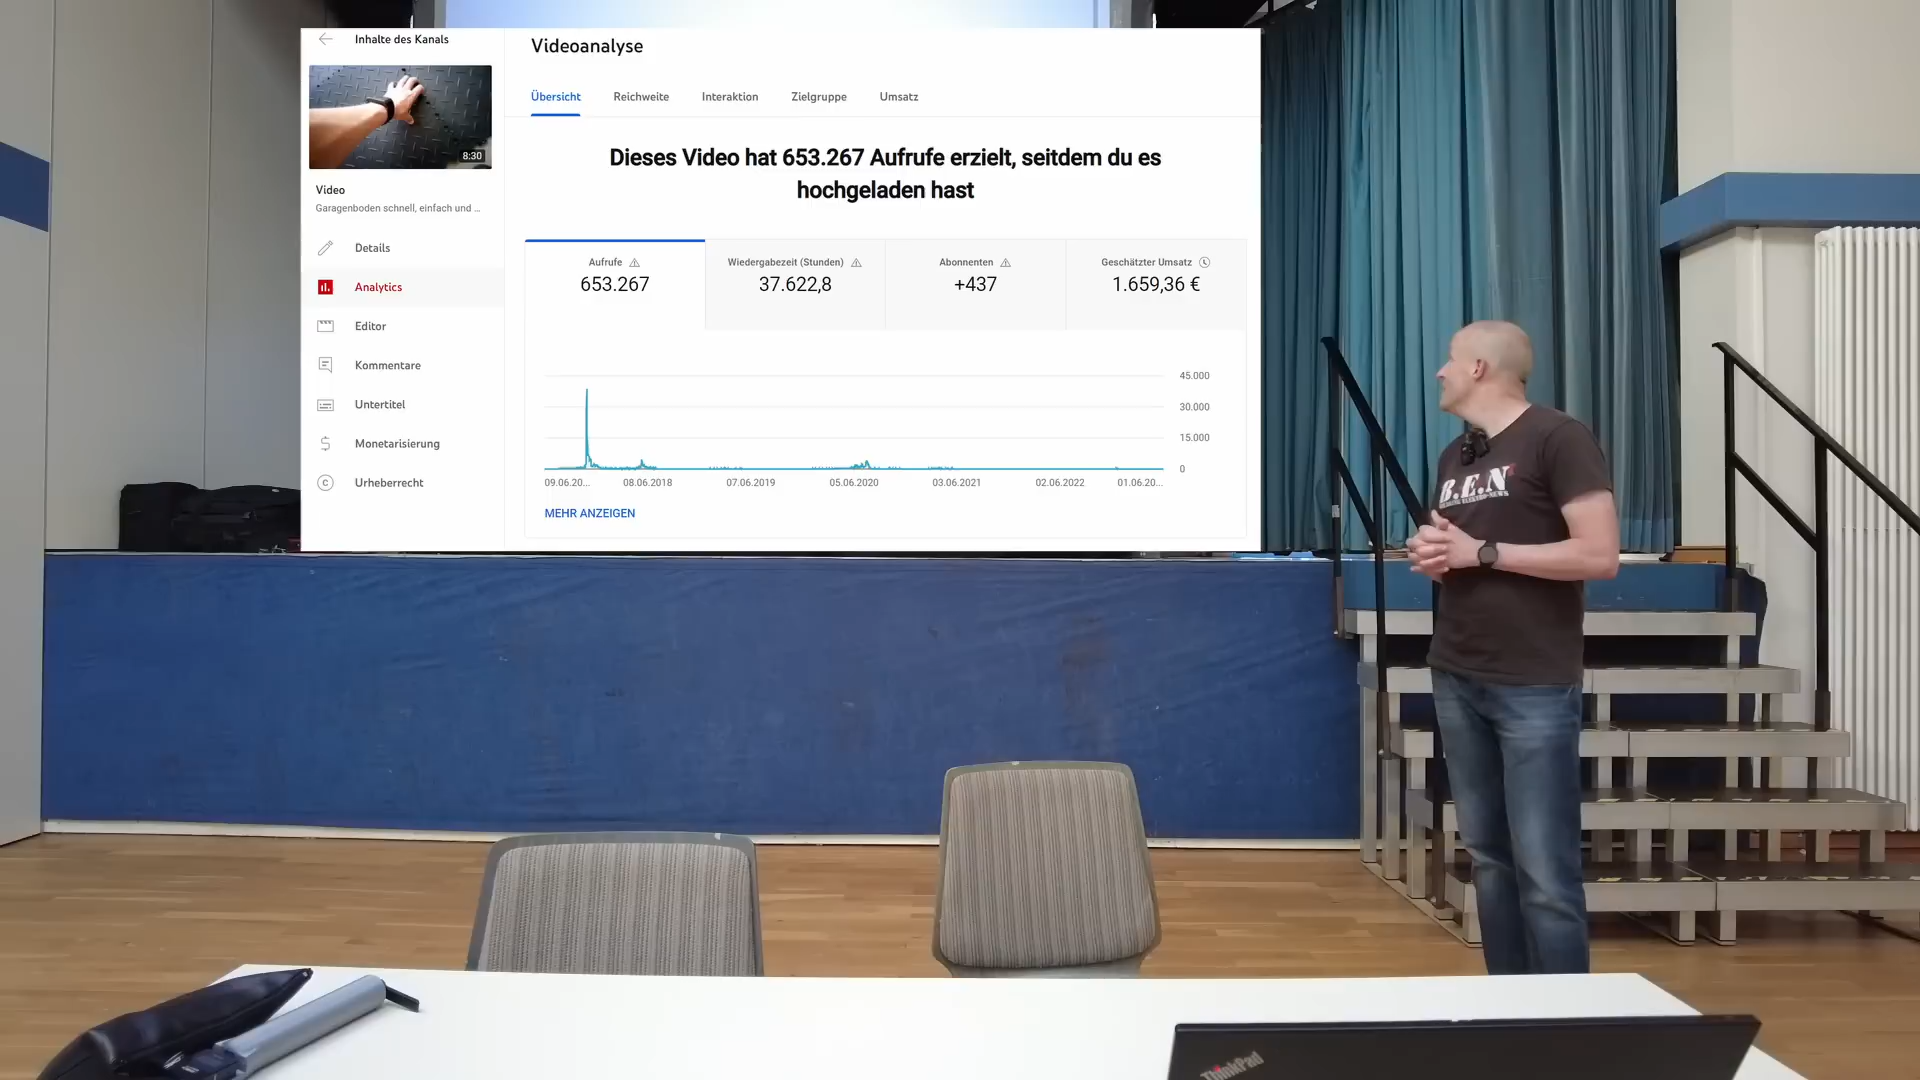 Inhalte des Kanals
8:30
Video
Garagenboden schnell, einfach und ...
Details
Analytics
Editor
Kommentare
Untertitel
Monetarisierung
Urheberrecht
Videoanalyse
Übersicht Reichweite Interaktion Zielgruppe Umsatz
Dieses Video hat 653.267 Aufrufe erzielt, seitdem du es
hochgeladen hast
Aufrufe
653.267
Wiedergabezeit (Stunden)
37.622,8
Abonnenten
+437
Geschätzter Umsatz
1.659,36 €
45.000
30.000
15.000
0
09.06.20... 08.06.2018 07.06.2019 05.06.2020 03.06.2021 02.06.2022 01.06.20...
MEHR ANZEIGEN
B.E.N
ThinkPad